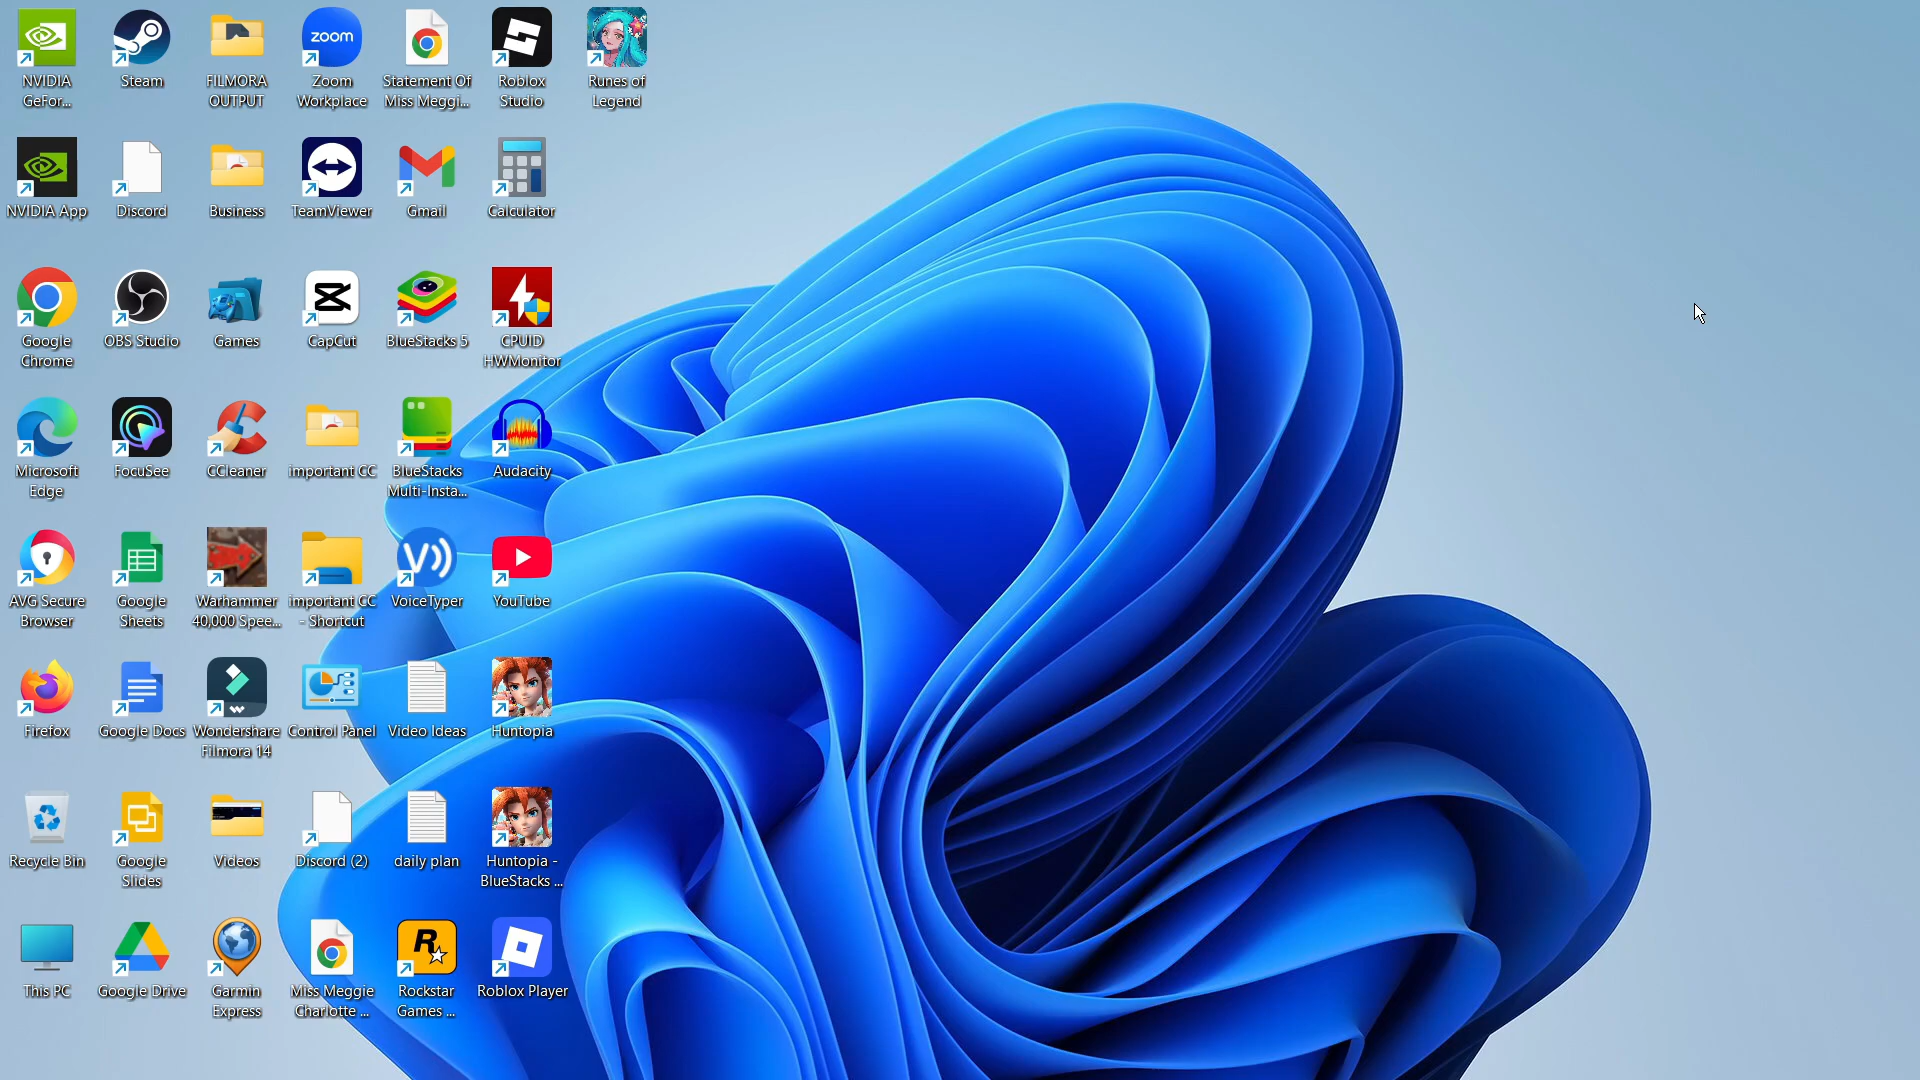 NVIDIA
GeFor...
Steam
FILMORA
OUTPUT
zoom
Zoom
Workplace
Statement Of
Miss Meggi...
Roblox
Studio
Runes of
Legend
NVIDIA App
Discord
Business
TeamViewer
Gmail
Calculator
Google
Chrome
OBS Studio
Games
CapCut
BlueStacks 5
CPUID
HWMonitor
Microsoft
Edge
FocuSee
CCleaner
important CC
BlueStacks
Multi-Insta...
Audacity
AVG Secure
Browser
Google
Sheets
Warhammer
40,000 Spee...
important CC
- Shortcut
VoiceTyper
YouTube
Firefox
Google Docs
Wondershare
Filmora 14
Control Panel
Video Ideas
Huntopia
Recycle Bin
Google
Slides
Videos
Discord (2)
daily plan
Huntopia -
BlueStacks ...
This PC
Google Drive
Garmin
Express
Miss Meggie
Charlotte ...
R
Rockstar
Games ...
Roblox Player